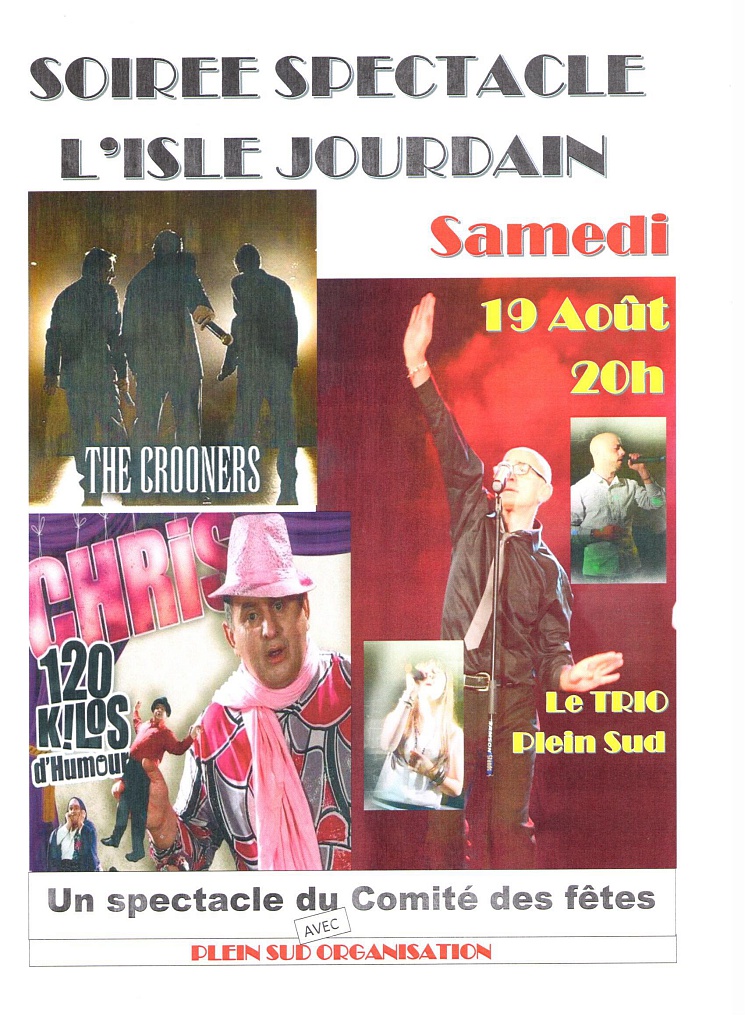 SOIREE SPECTACLE
L'ISLE JOURDAIN
Samedi
19 Août
20h
THE CROONERS
CHRiS
120
KiLOS
d'Humour
Le TRIO
Plein Sud
Un spectacle du Comité des fêtes
AVEC
PLEIN SUD ORGANISATION